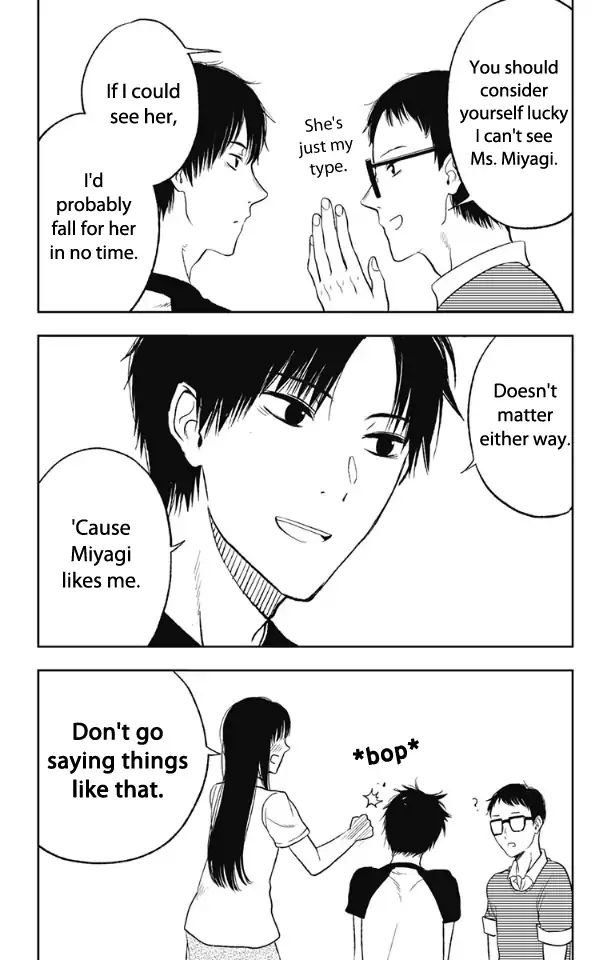 You should
consider
yourself lucky
I can't see
Ms. Miyagi.
She's
just my
type.
If I could
see her,
I'd
probably
fall for her
in no time.
Doesn't
matter
either way.
'Cause
Miyagi
likes me.
?
*bop*
Don't go
saying things
like that.